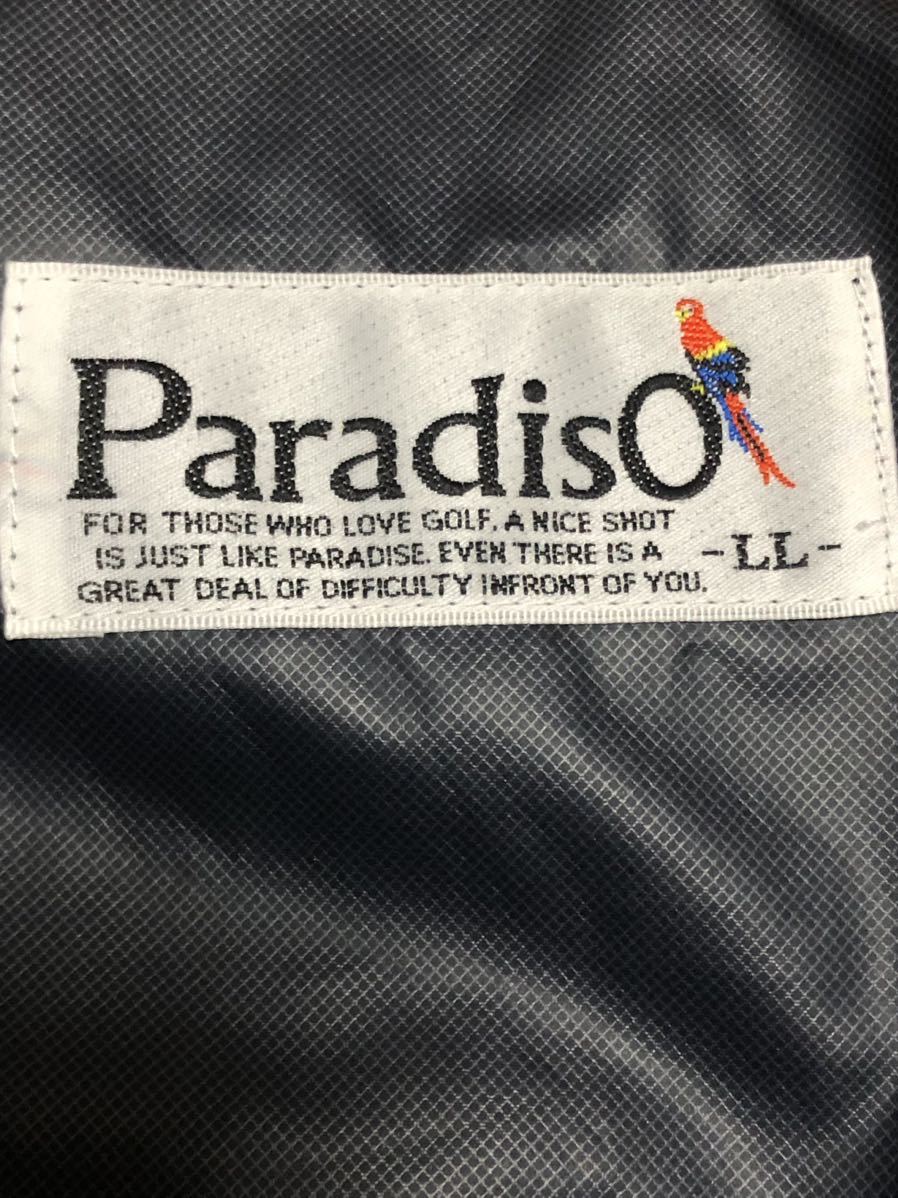 ParadisO
FOR THOSE WHO LOVE GOLF. A NICE SHOT
IS JUST LIKE PARADISE. EVEN THERE IS A
GREAT DEAL OF DIFFICULTY INFRONT OF YOU.
-LL-